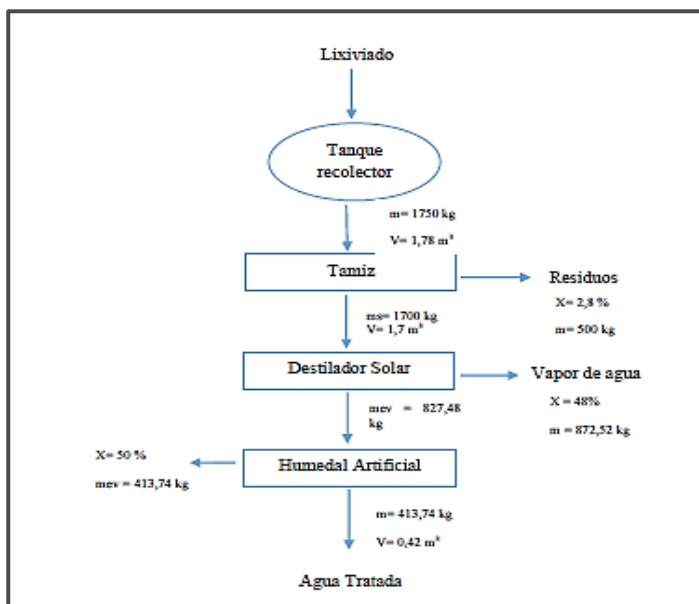 Lixiviado
Tanque
recolector
m= 1750 kg
V= 1,78 m³
Tamiz
Residuos
X= 2,8 %
m= 500 kg
ms= 1700 kg
V= 1,7 m³
Destilador Solar
Vapor de agua
X = 48%
m = 872,52 kg
mev = 827,48
kg
Humedal Artificial
X= 50 %
mev = 413,74 kg
m= 413,74 kg
V= 0,42 m³
Agua Tratada